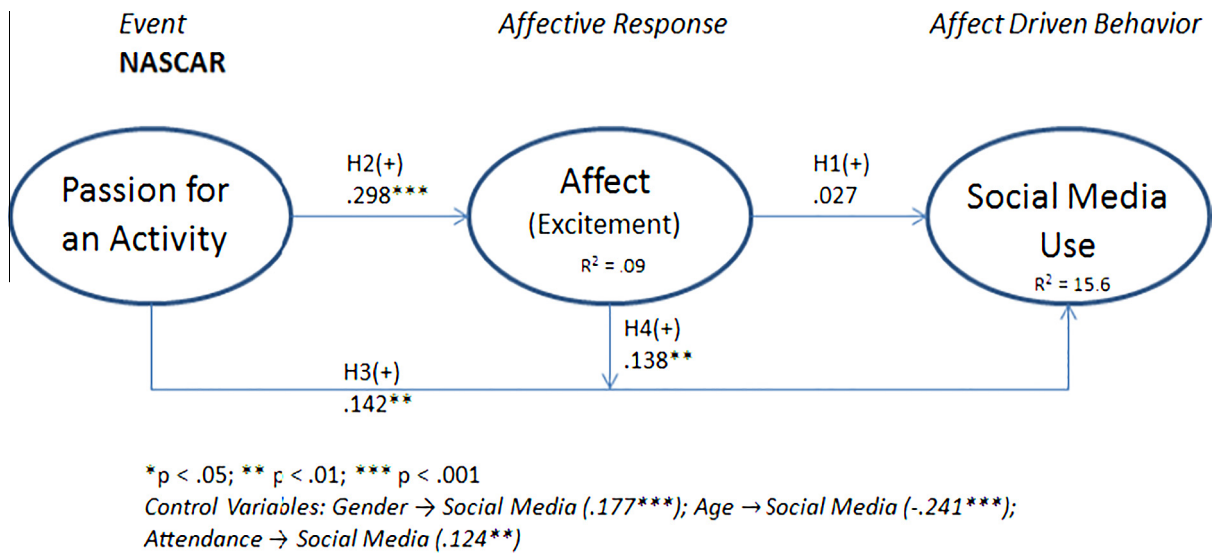 Event
NASCAR
Affective Response
Affect Driven Behavior
Passion for
an Activity
H2(+)
.298***
Affect
(Excitement)
R² = .09
H1(+)
.027
Social Media
Use
R² = 15.6
H4(+)
.138**
H3(+)
.142**
*p < .05; ** p < .01; *** p < .001
Control Variables: Gender → Social Media (.177***); Age → Social Media (-.241***);
Attendance → Social Media (.124**)